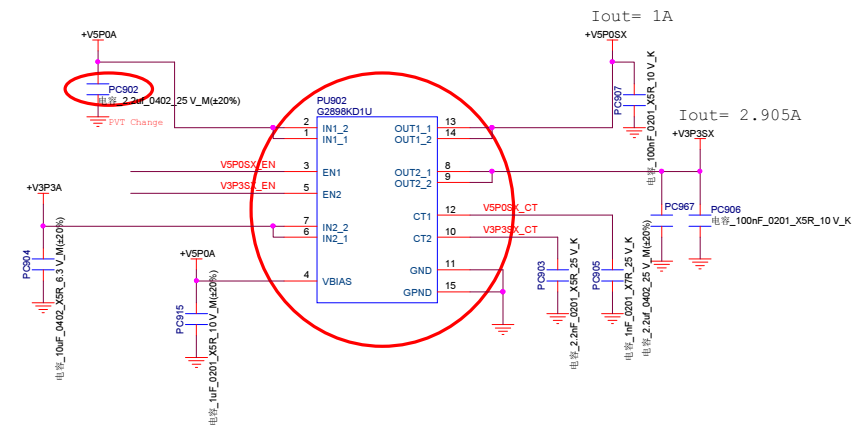 Iout= 1A
+V5P0A
+V5P0SX
PC902
电容_2.2uf_0402_25 V_M(±20%)
PVT Change
PC907
电容_100nF_0201_X5R_10 V_K
PU902
G2898KD1U
Iout= 2.905A
+V3P3SX
2
IN1_2
1
IN1_1
OUT1_1
13
OUT1_2
14
V5P0SX_EN
3
EN1
OUT2_1
8
OUT2_2
9
V3P3SX_EN
5
EN2
+V3P3A
7
IN2_2
6
IN2_1
CT1
12
V5P0SX_CT
CT2
10
V3P3SX_CT
PC967
电容_2.2uf_0402_25 V_M(±20%)
PC906
电容_100nF_0201_X5R_10 V_K
PC904
电容_10uF_0402_X5R_6.3 V_M(±20%)
+V5P0A
4
VBIAS
GND
11
GPND
15
PC915
电容_1uF_0201_X5R_10 V_M(±20%)
PC903
电容_2.2nF_0201_X5R_25 V_K
PC905
电容_1nF_0201_X7R_25 V_K